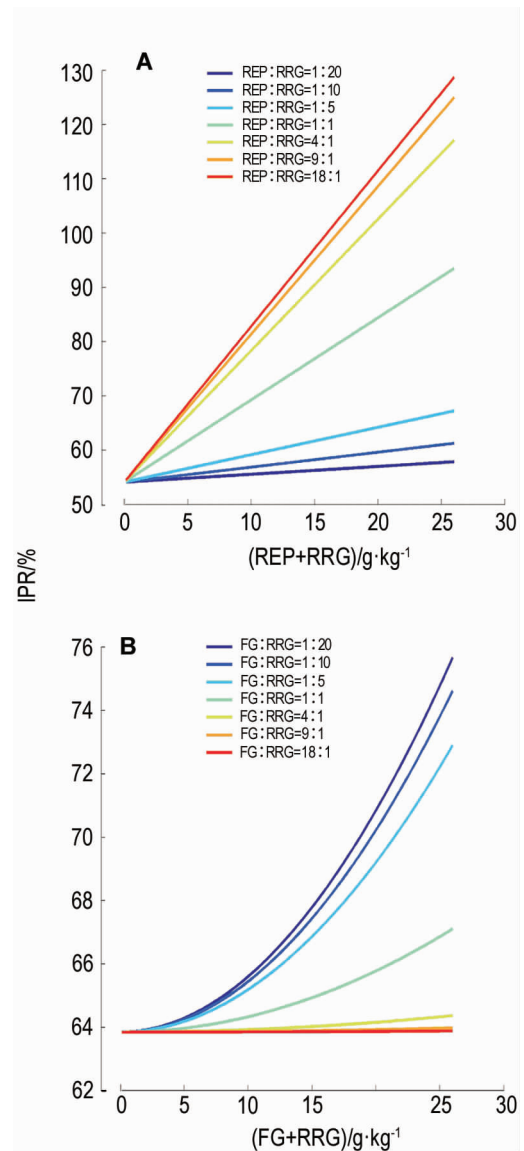 A
REP:RRG=1:20
REP:RRG=1:10
REP:RRG=1:5
REP:RRG=1:1
REP:RRG=4:1
REP:RRG=9:1
REP:RRG=18:1
130
120
110
100
90
80
70
60
50
0 5 10 15 20 25 30
(REP+RRG)/g·kg⁻¹
IPR/%
B
FG:RRG=1:20
FG:RRG=1:10
FG:RRG=1:5
FG:RRG=1:1
FG:RRG=4:1
FG:RRG=9:1
FG:RRG=18:1
76
74
72
70
68
66
64
62
0 5 10 15 20 25 30
(FG+RRG)/g·kg⁻¹